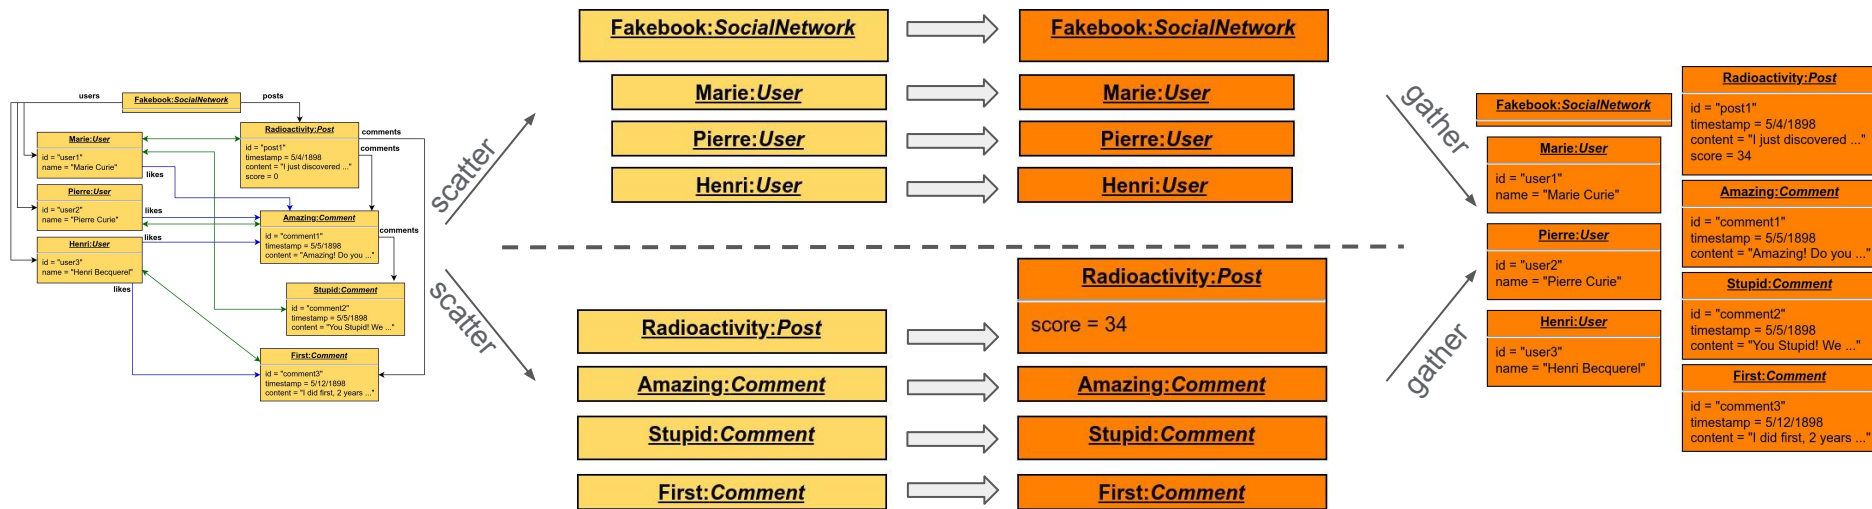 users
Fakebook:SocialNetwork
posts
Radioactivity:Post
id = "post1"
timestamp = 5/4/1898
content = "I just discovered ..."
score = 0
comments
comments
Marie:User
id = "user1"
name = "Marie Curie"
likes
Pierre:User
id = "user2"
name = "Pierre Curie"
likes
Amazing:Comment
id = "comment1"
timestamp = 5/5/1898
content = "Amazing! Do you ..."
comments
Henri:User
id = "user3"
name = "Henri Becquerel"
likes
likes
Stupid:Comment
id = "comment2"
timestamp = 5/5/1898
content = "You Stupid! We ..."
First:Comment
id = "comment3"
timestamp = 5/12/1898
content = "I did first, 2 years ..."
scatter
scatter
Fakebook:SocialNetwork
Fakebook:SocialNetwork
Marie:User
Marie:User
Pierre:User
Pierre:User
Henri:User
Henri:User
Radioactivity:Post
Radioactivity:Post
score = 34
Amazing:Comment
Amazing:Comment
Stupid:Comment
Stupid:Comment
First:Comment
First:Comment
gather
gather
Fakebook:SocialNetwork
Marie:User
id = "user1"
name = "Marie Curie"
Pierre:User
id = "user2"
name = "Pierre Curie"
Henri:User
id = "user3"
name = "Henri Becquerel"
Radioactivity:Post
id = "post1"
timestamp = 5/4/1898
content = "I just discovered ..."
score = 34
Amazing:Comment
id = "comment1"
timestamp = 5/5/1898
content = "Amazing! Do you ..."
Stupid:Comment
id = "comment2"
timestamp = 5/5/1898
content = "You Stupid! We ..."
First:Comment
id = "comment3"
timestamp = 5/12/1898
content = "I did first, 2 years ..."